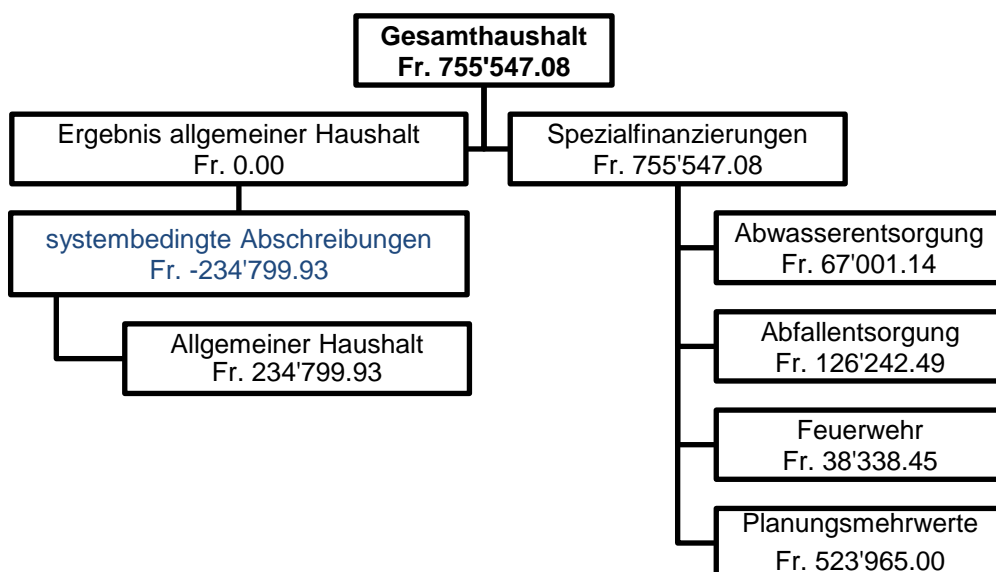 Gesamthaushalt
Fr. 755'547.08
Ergebnis allgemeiner Haushalt
Fr. 0.00
Spezialfinanzierungen
Fr. 755'547.08
systembedingte Abschreibungen
Fr. -234'799.93
Allgemeiner Haushalt
Fr. 234'799.93
Abwasserentsorgung
Fr. 67'001.14
Abfallentsorgung
Fr. 126'242.49
Feuerwehr
Fr. 38'338.45
Planungsmehrwerte
Fr. 523'965.00